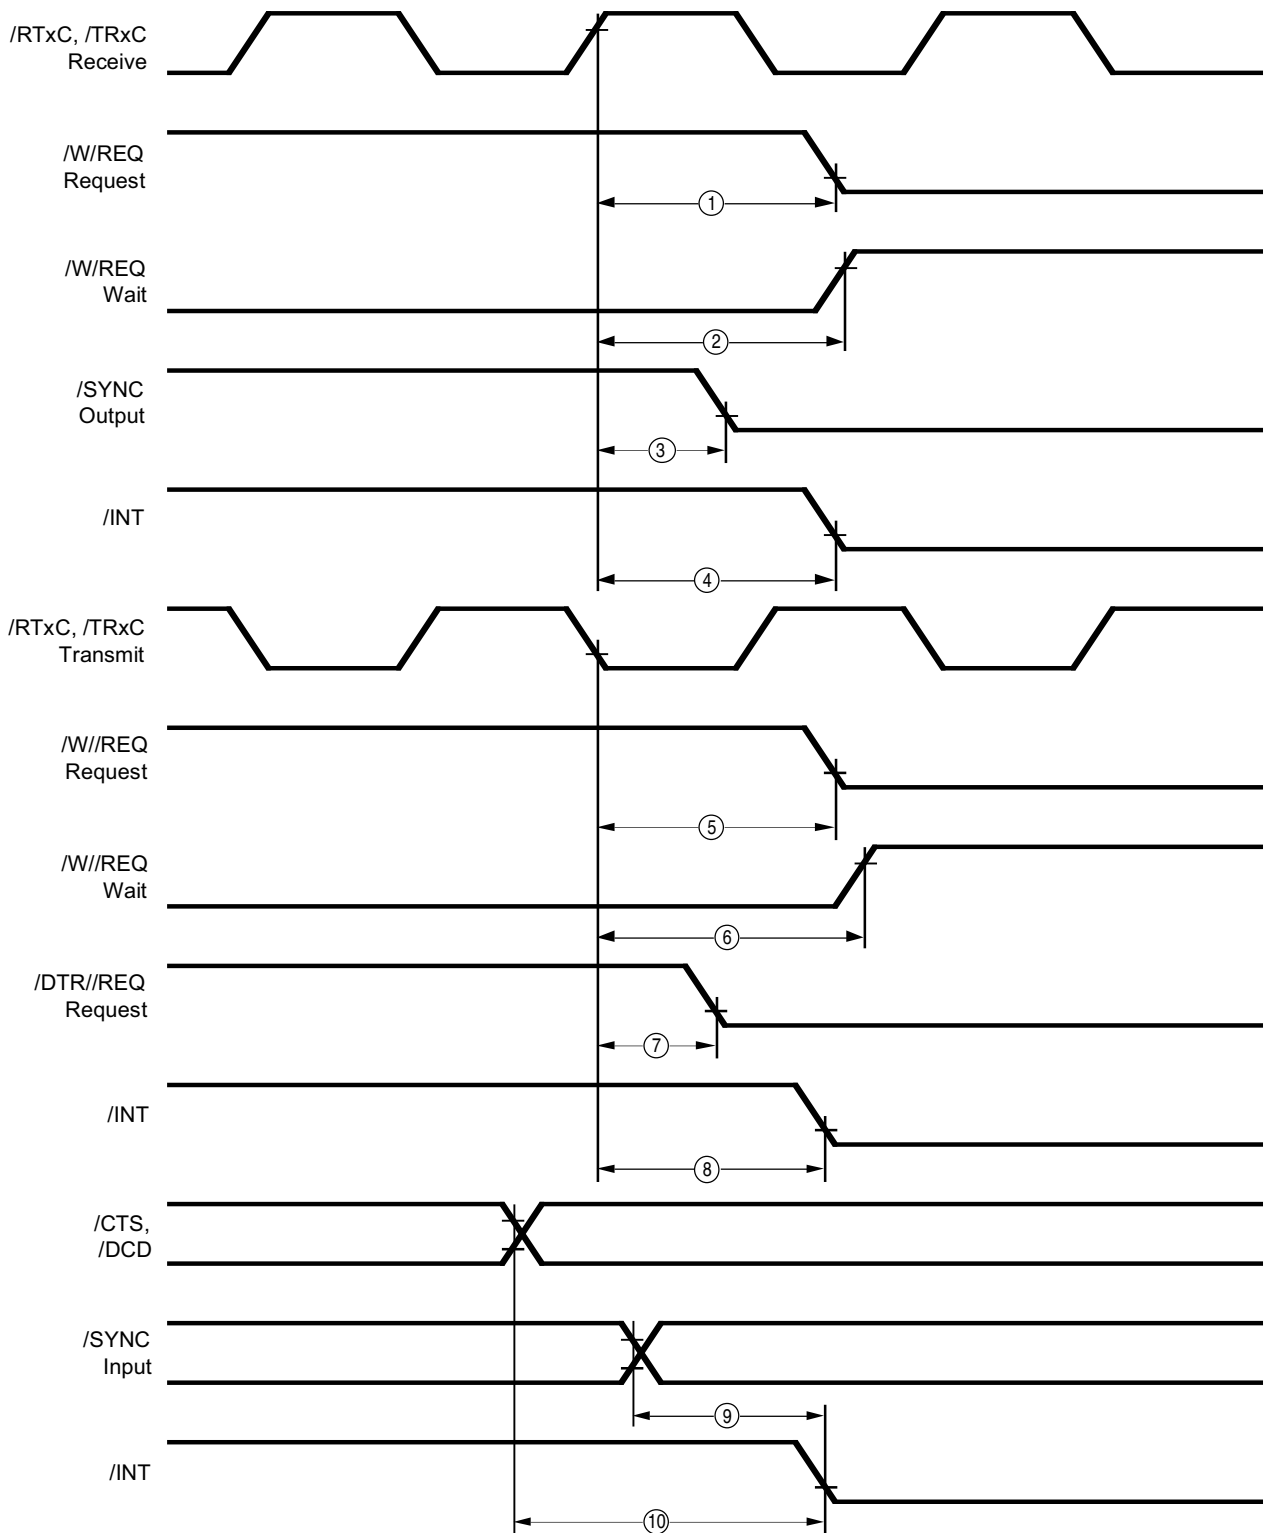 /RTxC, /TRxC
Receive
/W/REQ
Request
1
/W/REQ
Wait
2
/SYNC
Output
3
/INT
4
/RTxC, /TRxC
Transmit
/W//REQ
Request
5
/W//REQ
Wait
6
/DTR//REQ
Request
7
/INT
8
/CTS,
/DCD
/SYNC
Input
9
/INT
10